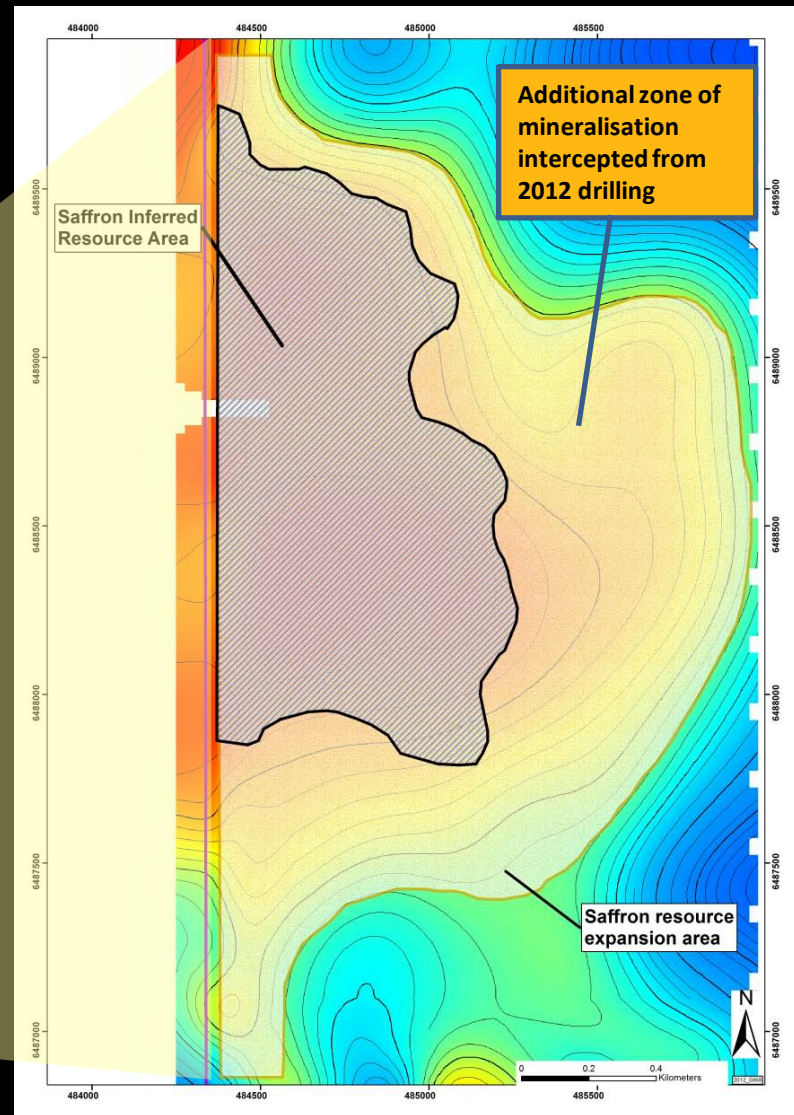 484000 484500 485000 485500
Additional zone of
mineralisation
intercepted from
2012 drilling
6489500 6489500
Saffron Inferred
Resource Area
6489000 6489000
6488500 6488500
6488000 6488000
6487500 6487500
Saffron resource
expansion area
N
6487000 6487000
0 0.2 0.4
Kilometers
484000 484500 485000 485500